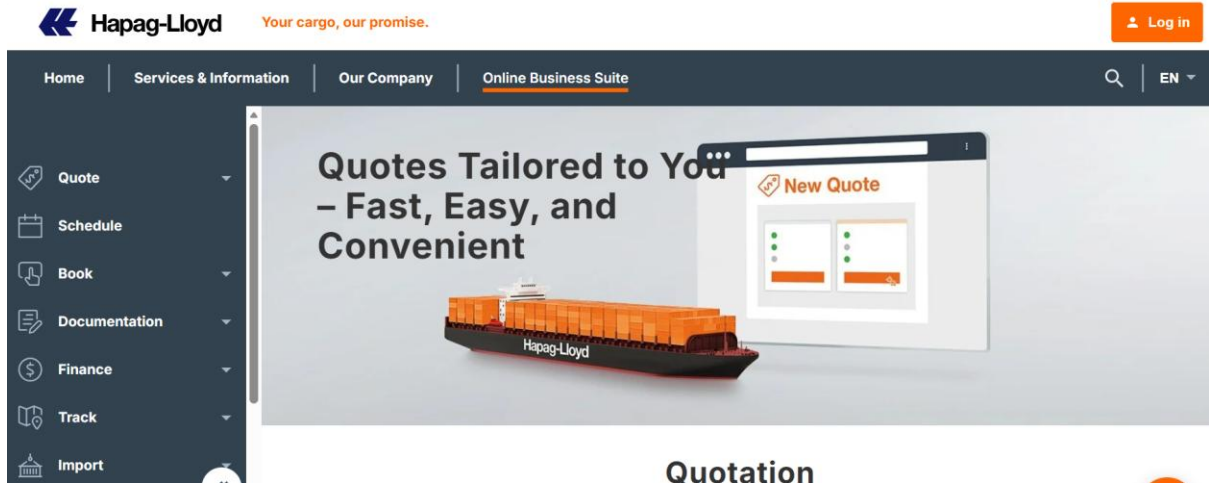 Hapag-Lloyd Your cargo, our promise. Log in
Home Services & Information Our Company Online Business Suite EN
Quote
Schedule
Book
Documentation
Finance
Track
Import
Quotes Tailored to You
– Fast, Easy, and
Convenient
New Quote
Hapag-Lloyd
Quotation